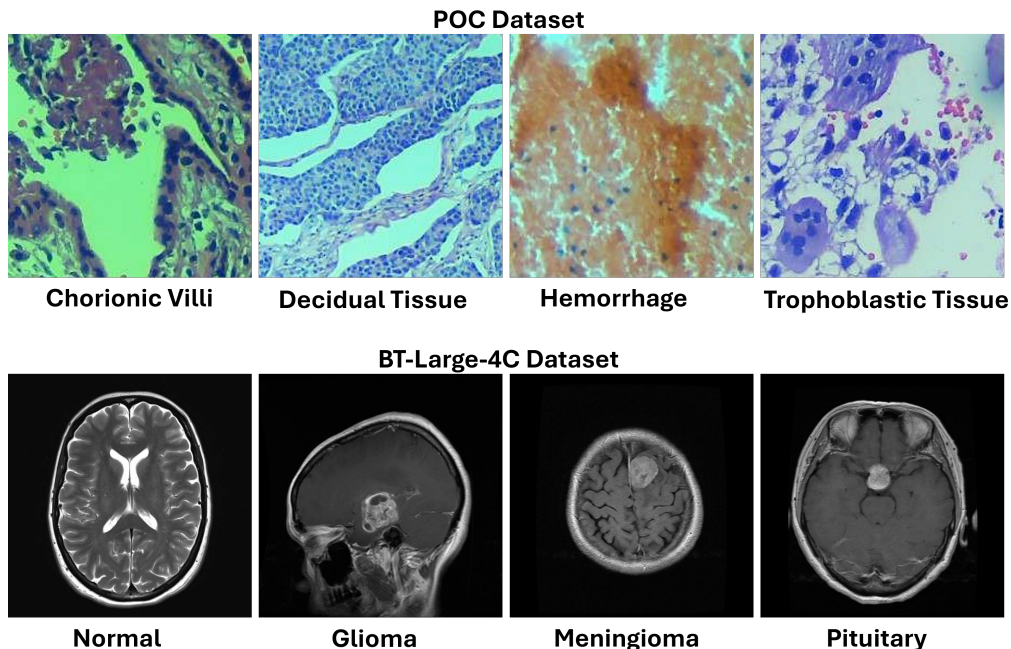 POC Dataset
Chorionic Villi
Decidual Tissue
Hemorrhage
Trophoblastic Tissue
BT-Large-4C Dataset
Normal
Glioma
Meningioma
Pituitary